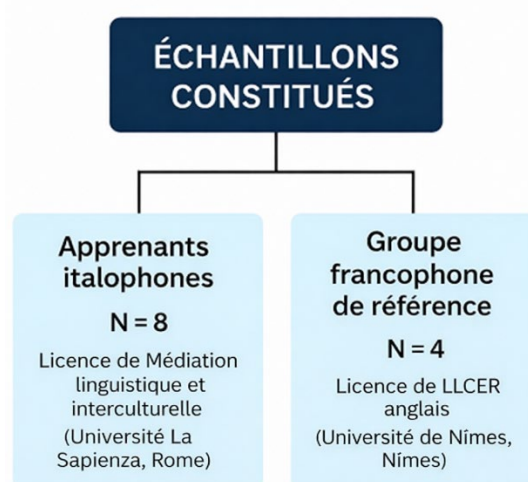 ÉCHANTILLONS
CONSTITUÉS
Apprenants
italophones
N = 8
Licence de Médiation
linguistique et
interculturelle
(Université La
Sapienza, Rome)
Groupe
francophone
de référence
N = 4
Licence de LLCER
anglais
(Université de Nîmes,
Nîmes)